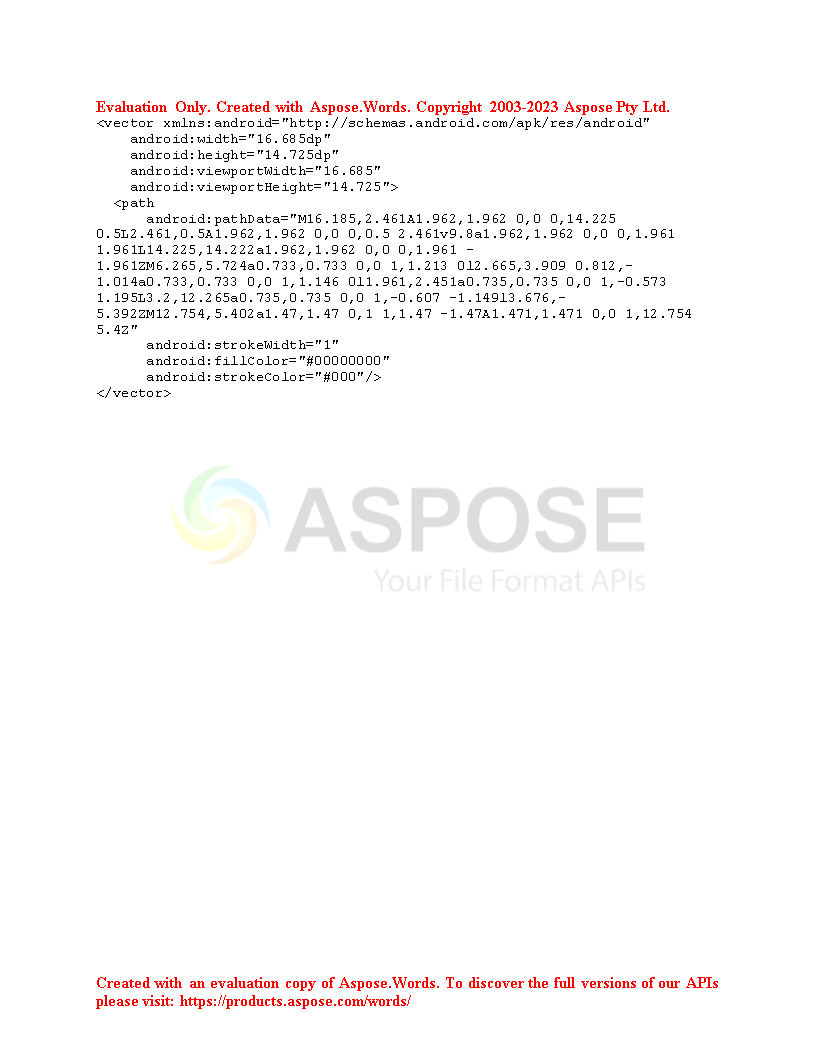 Evaluation Only. Created with Aspose.Words. Copyright 2003-2023 Aspose Pty Ltd.
<vector xmlns:android="http://schemas.android.com/apk/res/android"
    android:width="16.685dp"
    android:height="14.725dp"
    android:viewportWidth="16.685"
    android:viewportHeight="14.725">
  <path
      android:pathData="M16.185,2.461A1.962,1.962 0,0 0,14.225
0.5L2.461,0.5A1.962,1.962 0,0 0,0.5 2.461v9.8a1.962,1.962 0,0 0,1.961
1.961L14.225,14.222a1.962,1.962 0,0 0,1.961 -
1.961ZM6.265,5.724a0.733,0.733 0,0 1,1.213 0l2.665,3.909 0.812,-
1.014a0.733,0.733 0,0 1,1.146 0l1.961,2.451a0.735,0.735 0,0 1,-0.573
1.195L3.2,12.265a0.735,0.735 0,0 1,-0.607 -1.149l3.676,-
5.392ZM12.754,5.402a1.47,1.47 0,1 1,1.47 -1.47A1.471,1.471 0,0 1,12.754
5.4Z"
      android:strokeWidth="1"
      android:fillColor="#00000000"
      android:strokeColor="#000"/>
</vector>
ASPOSE
Your File Format APIs
Created with an evaluation copy of Aspose.Words. To discover the full versions of our APIs
please visit: https://products.aspose.com/words/